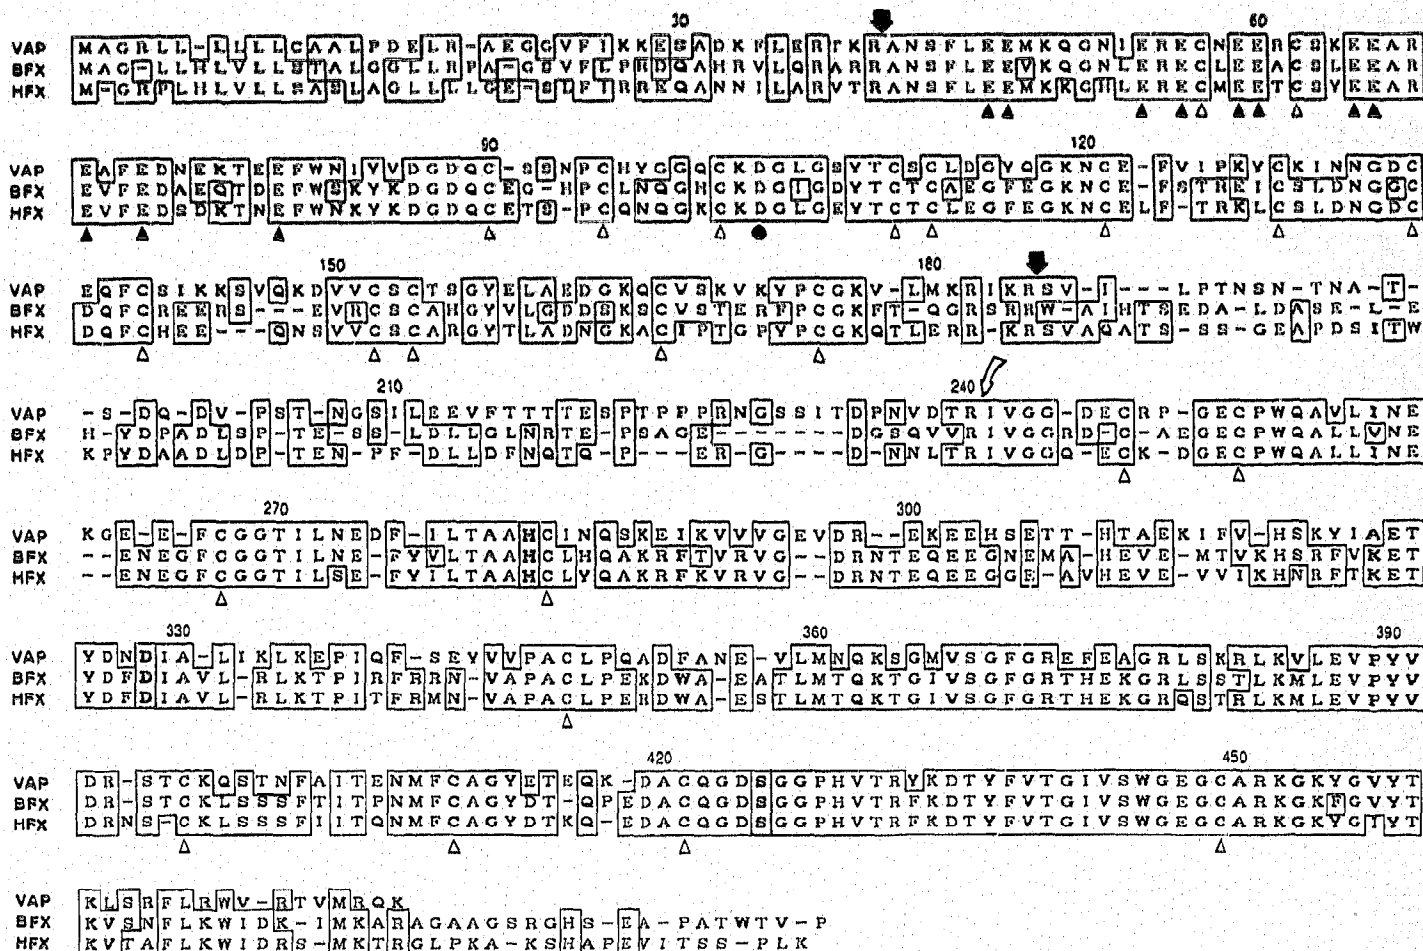 30 60
VAP MAGRLL-LLLLCAALPDELR-AEGGVFIKKESADKFLERTKRANSFLEEMKQGNIERECNEERCSKEEAR
BFX MAG-LLHLVLLSTALGGLLRPA-GSVFLPRDQAHRVLQRARRANSFLEEVKQGNLERECLEEACSLEEAR
HFX M-GRPLHLVLLSASLAGLLLLGE-SLFIRREQANNILARVTRANSFLEEMKKGHLERECMEETCSYEEAR
90 120
VAP EAFEDNEKTEEFWNIVVDGDQC-SSNPCHYGGQCKDGLGSYTCSCLDGYQGKNCE-FVIPKYCKINNGDC
BFX EVFEDAEQTDEFWSKYKDGDQCEG-HPCLNQGHCKDGIGDYTCTCAEGFEGKNCE-FSTREICSLDNGGC
HFX EVFEDSDKTNEFWNKYKDGDQCETS-PCQNQGKCKDGLGEYTCTCLEGFEGKNCELF-TRKLCSLDNGDC
150 180
VAP EQFCSIKKSVQKDVVCSCTSGYELAEDGKQCVSKVKYPCGKV-LMKRIKRSV-I---LPTNSN-TNA-T-
BFX DQFCREERS---EVRCSCAHGYVLGDDSKSCVSTERFPCGKFT-QGRSRRW-AIHTSEDA-LDASE-L-E
HFX DQFCHEE---QNSVVCSCARGYTLADNGKACIPTGPYPCGKQTLERR-KRSVAQATS-SS-GEAPDSITW
210 240
VAP -S-DQ-DV-PST-NGSILEEVFTTTTESPTPPPRNGSSITDPNVDTRIVGG-DECRP-GECPWQAVLINE
BFX H-YDPADLSP-TE-SS-LDLLGLNRTE-PSAGE-------DGSQVVRIVGGRD-C-AEGECPWQALLVNE
HFX KPYDAADLDP-TEN-PF-DLLDFNQTQ-P---ER-G----D-NNLTRIVGGQ-ECK-DGECPWQALLINE
270 300
VAP KGE-E-FCGGTILNEDF-ILTAAHCINQSKEIKVVVGEVDR--EKEEHSETT-HTAEKIFV-HSKYIAET
BFX --ENEGFCGGTILNE-FYVLTAAHCLHQAKRFTVRVG--DRNTEQEEGNEMA-HEVE-MTVKHSRFVKET
HFX --ENEGFCGGTILSE-FYILTAAHCLYQAKRFKVRVG--DRNTEQEEGGE-AVHEVE-VVIKHNRFTKET
330 360 390
VAP YDNDIA-LIKLKEPIQF-SEYVVPACLPQADFANE-VLMNQKSGMVSGFGREFEAGRLSKRLKVLEVPYV
BFX YDFDIAVL-RLKTPIRFRRN-VAPACLPEKDWA-EATLMTQKTGIVSGFGRTHEKGRLSSTLKMLEVPYV
HFX YDFDIAVL-RLKTPITFRMN-VAPACLPERDWA-ESTLMTQKTGIVSGFGRTHEKGRQSTRLKMLEVPYV
420 450
VAP DR-STCKQSTNFAITENMFCAGYETEQK-DACQGDSGGPHVTRYKDTYFVTGIVSWGEGCARKGKYGVYT
BFX DR-STCKLSSSFTITPNMFCAGYDT-QPEDACQGDSGGPHVTRFKDTYFVTGIVSWGEGCARKGKFGVYT
HFX DRNS-CKLSSSFIITQNMFCAGYDTKQ-EDACQGDSGGPHVTRFKDTYFVTGIVSWGEGCARKGKYGTYT
VAP KLSRFLRWV-RTVMRQK
BFX KVSNFLKWIDK-IMKARAGAAGSRGHS-EA-PATWTV-P
HFX KVTAFLKWIDRS-MKTRGLPKA-KSHAPEVITSS-PLK